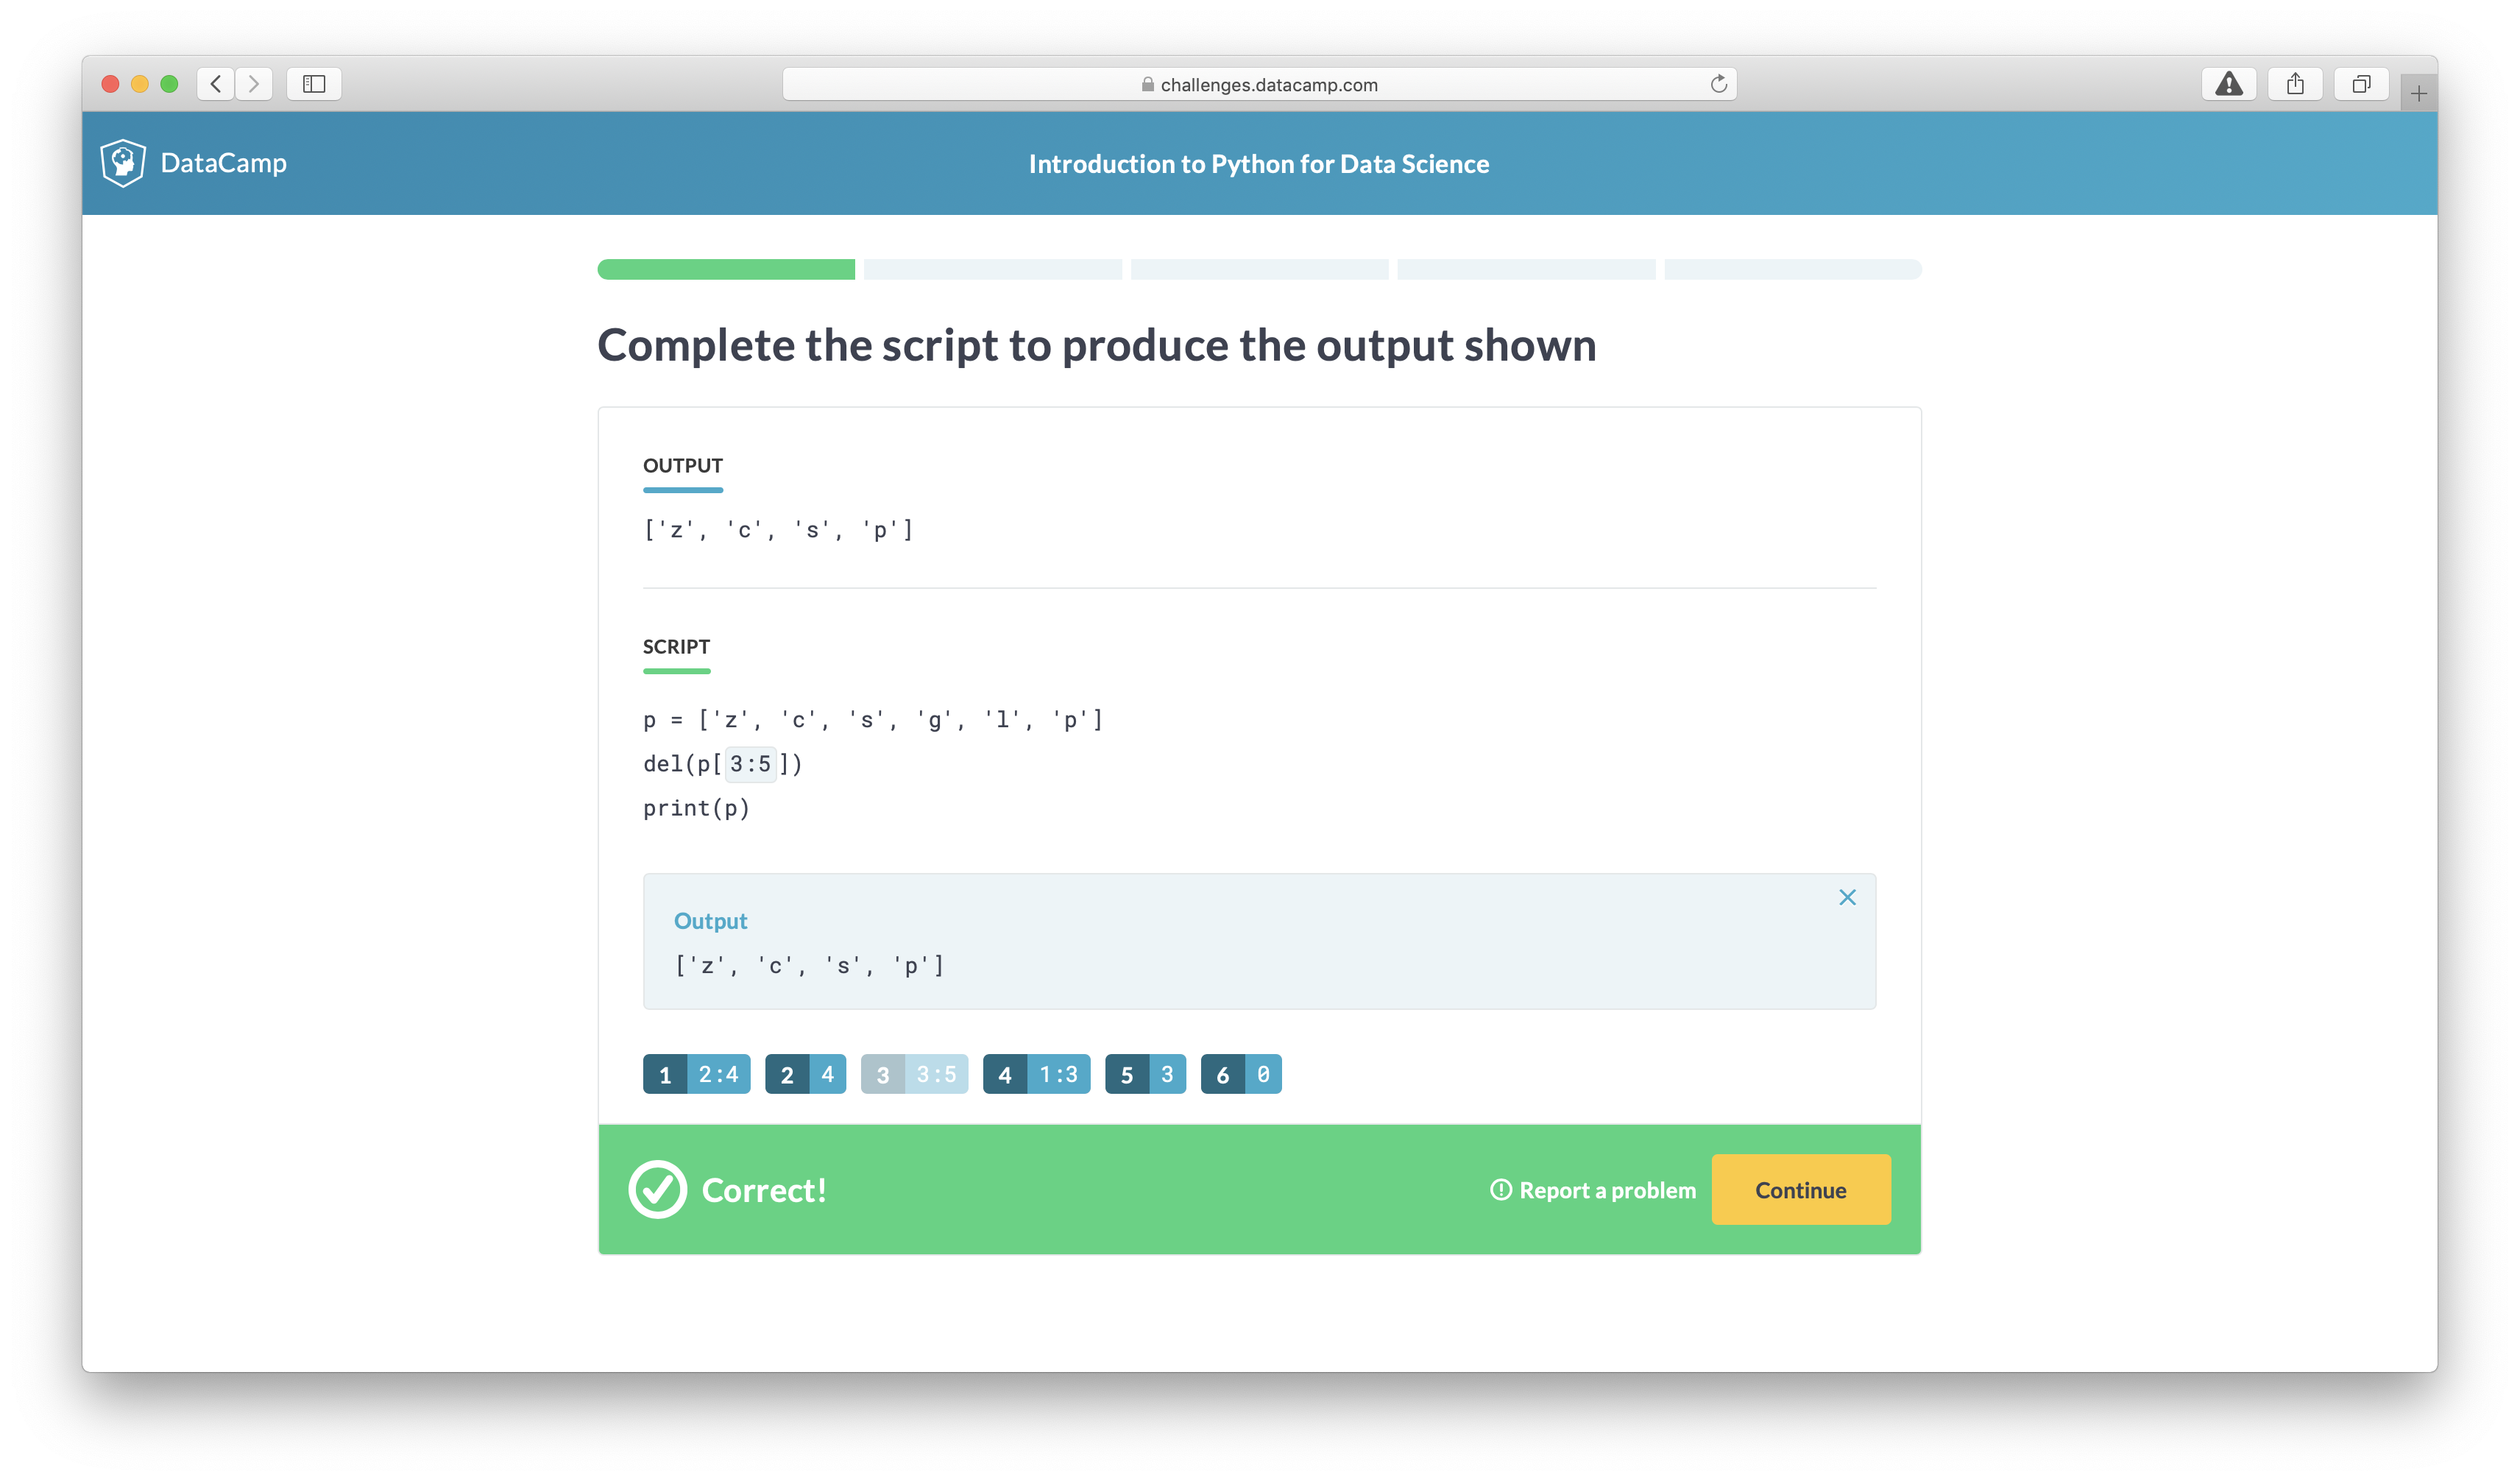 challenges.datacamp.com
DataCamp
Introduction to Python for Data Science
Complete the script to produce the output shown
OUTPUT
['z', 'c', 's', 'p']
SCRIPT
p = ['z', 'c', 's', 'g', 'l', 'p']
del(p[3:5])
print(p)
Output
['z', 'c', 's', 'p']
1 2:4 2 4 3 3:5 4 1:3 5 3 6 0
Correct! Report a problem Continue